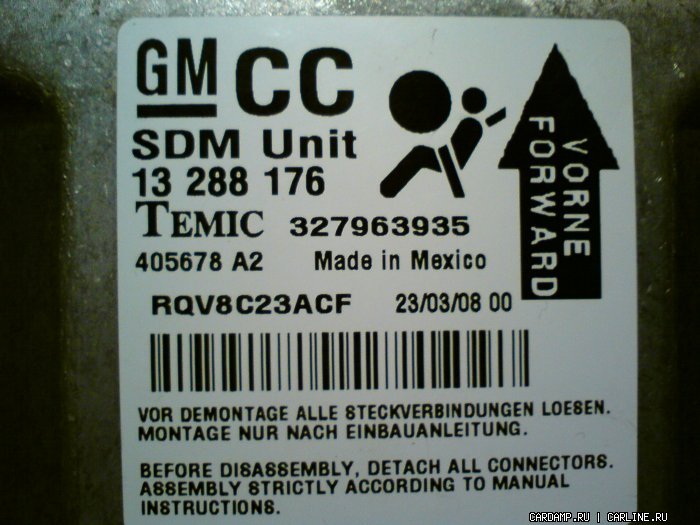 GM CC
SDM Unit
13 288 176
TEMIC 327963935
405678 A2 Made in Mexico
RQV8C23ACF 23/03/08 00
VORNE
FORWARD
VOR DEMONTAGE ALLE STECKVERBINDUNGEN LOESEN.
MONTAGE NUR NACH EINBAUANLEITUNG.
BEFORE DISASSEMBLY, DETACH ALL CONNECTORS.
ASSEMBLY STRICTLY ACCORDING TO MANUAL
INSTRUCTIONS.
CARDAMP.RU | CARLINE.RU